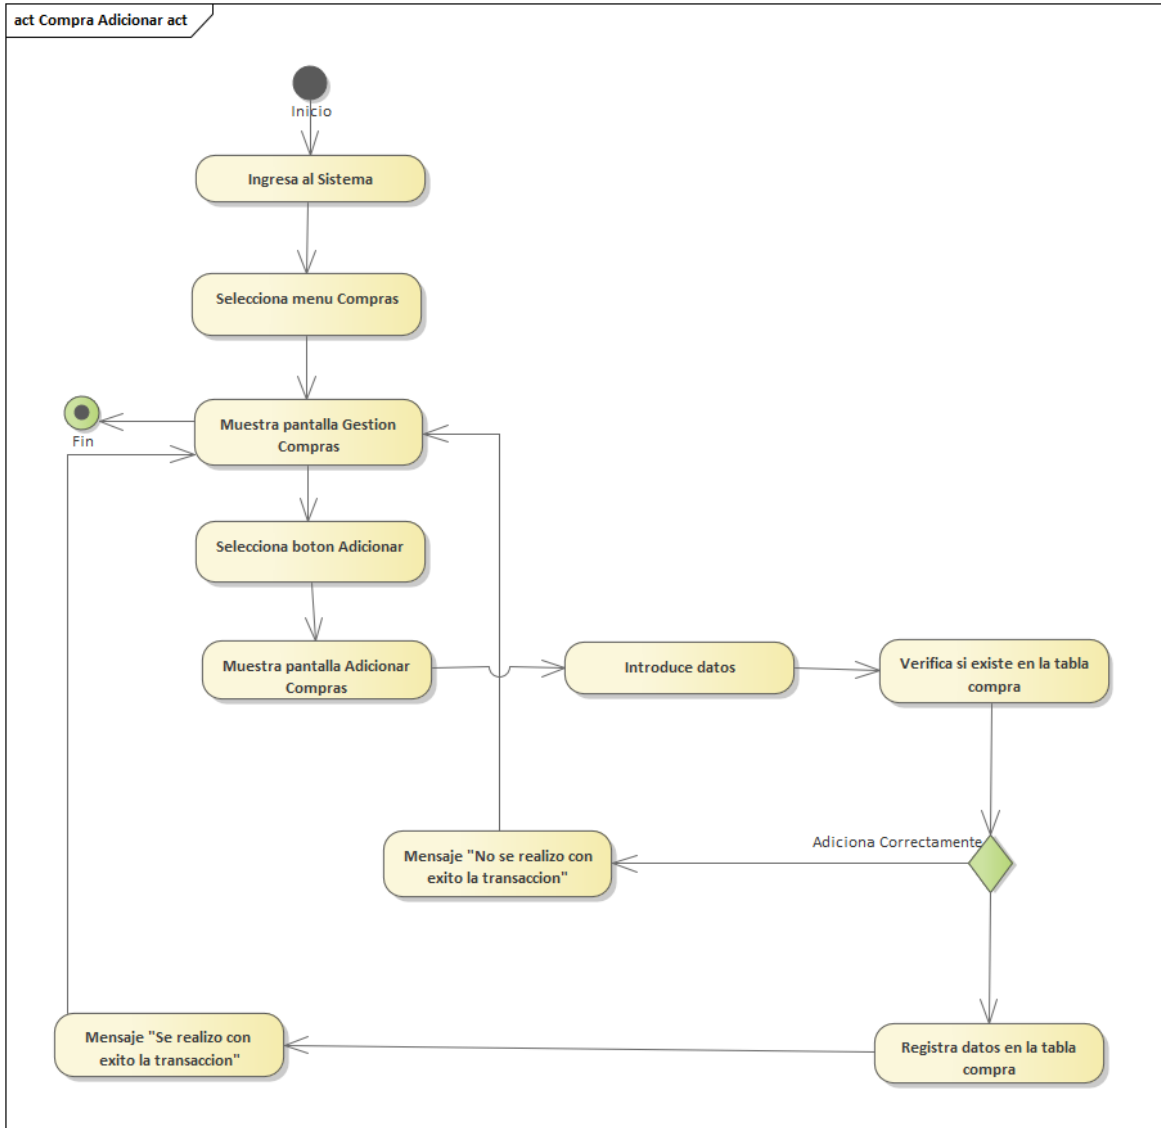 act Compra Adicionar act
Inicio
Ingresa al Sistema
Selecciona menu Compras
Muestra pantalla Gestion
Compras
Fin
Selecciona boton Adicionar
Muestra pantalla Adicionar
Compras
Introduce datos
Verifica si existe en la tabla
compra
Adiciona Correctamente
Mensaje "No se realizo con
exito la transaccion"
Registra datos en la tabla
compra
Mensaje "Se realizo con
exito la transaccion"